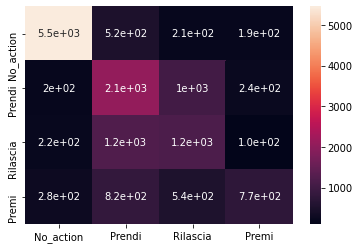 5.5e+03 5.2e+02 2.1e+02 1.9e+02
2e+02 2.1e+03 1e+03 2.4e+02
2.2e+02 1.2e+03 1.2e+03 1.0e+02
2.8e+02 8.2e+02 5.4e+02 7.7e+02
No_action
Prendi
Rilascia
Premi
No_action Prendi Rilascia Premi
5000
4000
3000
2000
1000